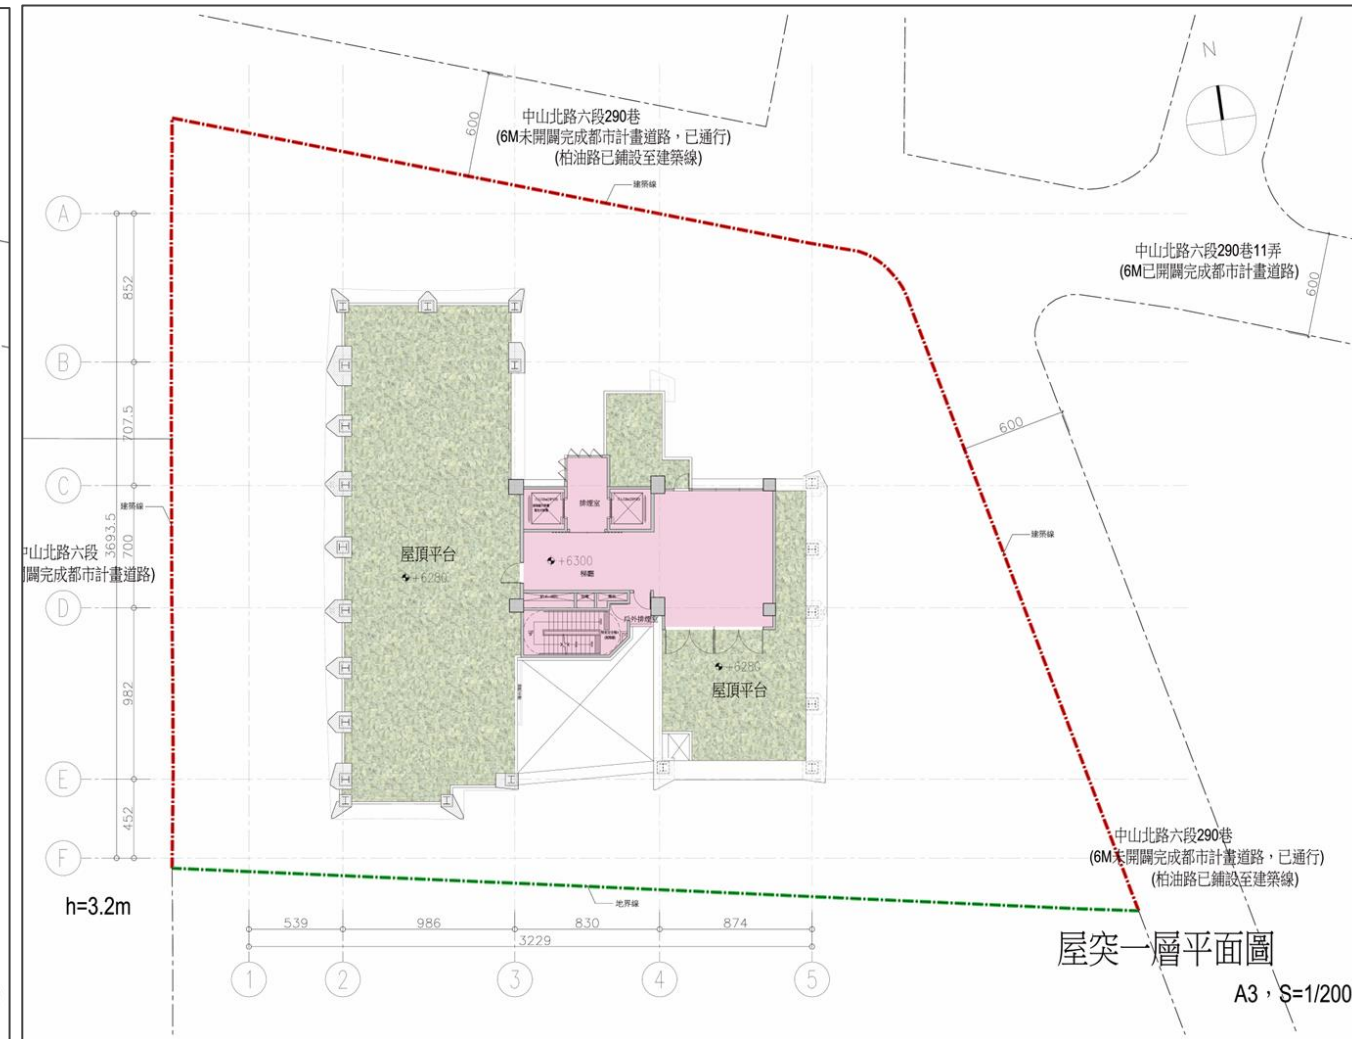 N
中山北路六段290巷
(6M未開闢完成都市計畫道路，已通行)
(柏油路已鋪設至建築線)
600
建築線
中山北路六段290巷11弄
(6M已開闢完成都市計畫道路)
600
600
A
B
C
D
E
F
852
707.5
700
982
452
3693.5
建築線
中山北路六段
開闢完成都市計畫道路)
屋頂平台
+6280
排煙室
+6300
梯廳
戶外排煙室
+6280
屋頂平台
建築線
中山北路六段290巷
(6M未開闢完成都市計畫道路，已通行)
(柏油路已鋪設至建築線)
h=3.2m
地界線
539
986
830
874
3229
1
2
3
4
5
屋突一層平面圖
A3，S=1/200